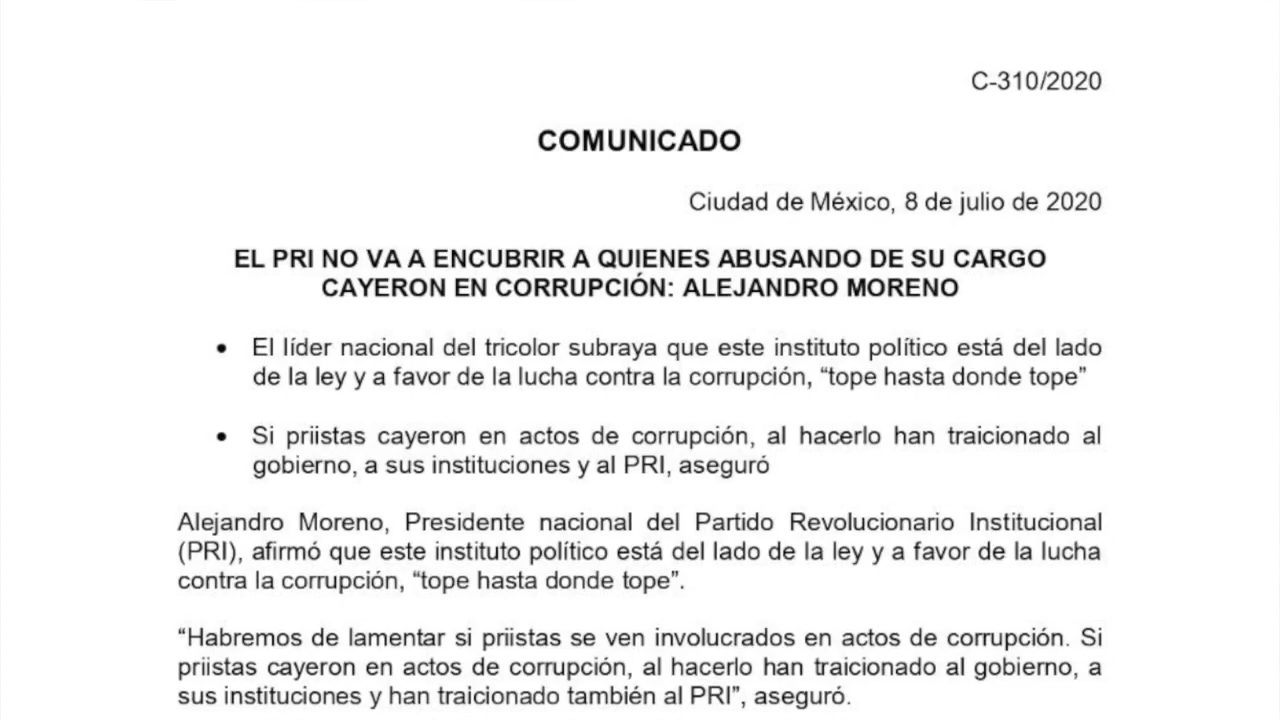 C-310/2020
COMUNICADO
Ciudad de México, 8 de julio de 2020
EL PRI NO VA A ENCUBRIR A QUIENES ABUSANDO DE SU CARGO
CAYERON EN CORRUPCIÓN: ALEJANDRO MORENO
• El líder nacional del tricolor subraya que este instituto político está del lado
de la ley y a favor de la lucha contra la corrupción, “tope hasta donde tope”
• Si priistas cayeron en actos de corrupción, al hacerlo han traicionado al
gobierno, a sus instituciones y al PRI, aseguró
Alejandro Moreno, Presidente nacional del Partido Revolucionario Institucional
(PRI), afirmó que este instituto político está del lado de la ley y a favor de la lucha
contra la corrupción, “tope hasta donde tope”.
“Habremos de lamentar si priistas se ven involucrados en actos de corrupción. Si
priistas cayeron en actos de corrupción, al hacerlo han traicionado al gobierno, a
sus instituciones y han traicionado también al PRI”, aseguró.